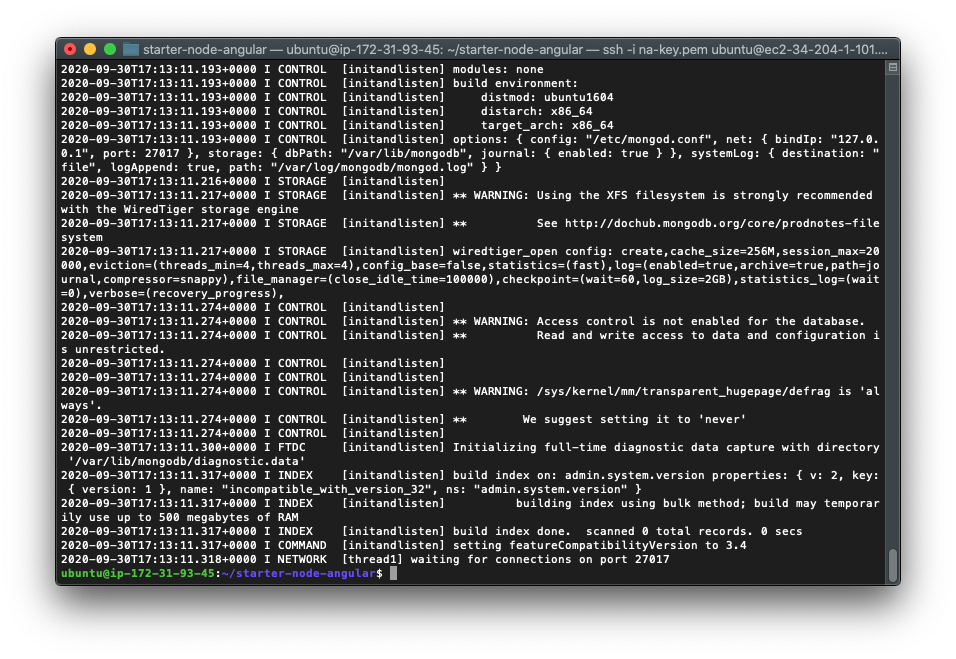 starter-node-angular — ubuntu@ip-172-31-93-45: ~/starter-node-angular — ssh -i na-key.pem ubuntu@ec2-34-204-1-101....
2020-09-30T17:13:11.193+0000 I CONTROL  [initandlisten] modules: none
2020-09-30T17:13:11.193+0000 I CONTROL  [initandlisten] build environment:
2020-09-30T17:13:11.193+0000 I CONTROL  [initandlisten]     distmod: ubuntu1604
2020-09-30T17:13:11.193+0000 I CONTROL  [initandlisten]     distarch: x86_64
2020-09-30T17:13:11.193+0000 I CONTROL  [initandlisten]     target_arch: x86_64
2020-09-30T17:13:11.193+0000 I CONTROL  [initandlisten] options: { config: "/etc/mongod.conf", net: { bindIp: "127.0.
0.1", port: 27017 }, storage: { dbPath: "/var/lib/mongodb", journal: { enabled: true } }, systemLog: { destination: "
file", logAppend: true, path: "/var/log/mongodb/mongod.log" } }
2020-09-30T17:13:11.216+0000 I STORAGE  [initandlisten]
2020-09-30T17:13:11.217+0000 I STORAGE  [initandlisten] ** WARNING: Using the XFS filesystem is strongly recommended
with the WiredTiger storage engine
2020-09-30T17:13:11.217+0000 I STORAGE  [initandlisten] **          See http://dochub.mongodb.org/core/prodnotes-file
system
2020-09-30T17:13:11.217+0000 I STORAGE  [initandlisten] wiredtiger_open config: create,cache_size=256M,session_max=20
000,eviction=(threads_min=4,threads_max=4),config_base=false,statistics=(fast),log=(enabled=true,archive=true,path=jo
urnal,compressor=snappy),file_manager=(close_idle_time=100000),checkpoint=(wait=60,log_size=2GB),statistics_log=(wait
=0),verbose=(recovery_progress),
2020-09-30T17:13:11.274+0000 I CONTROL  [initandlisten]
2020-09-30T17:13:11.274+0000 I CONTROL  [initandlisten] ** WARNING: Access control is not enabled for the database.
2020-09-30T17:13:11.274+0000 I CONTROL  [initandlisten] **          Read and write access to data and configuration i
s unrestricted.
2020-09-30T17:13:11.274+0000 I CONTROL  [initandlisten]
2020-09-30T17:13:11.274+0000 I CONTROL  [initandlisten]
2020-09-30T17:13:11.274+0000 I CONTROL  [initandlisten] ** WARNING: /sys/kernel/mm/transparent_hugepage/defrag is 'al
ways'.
2020-09-30T17:13:11.274+0000 I CONTROL  [initandlisten] **        We suggest setting it to 'never'
2020-09-30T17:13:11.274+0000 I CONTROL  [initandlisten]
2020-09-30T17:13:11.300+0000 I FTDC     [initandlisten] Initializing full-time diagnostic data capture with directory
 '/var/lib/mongodb/diagnostic.data'
2020-09-30T17:13:11.317+0000 I INDEX    [initandlisten] build index on: admin.system.version properties: { v: 2, key:
 { version: 1 }, name: "incompatible_with_version_32", ns: "admin.system.version" }
2020-09-30T17:13:11.317+0000 I INDEX    [initandlisten]          building index using bulk method; build may temporar
ily use up to 500 megabytes of RAM
2020-09-30T17:13:11.317+0000 I INDEX    [initandlisten] build index done.  scanned 0 total records. 0 secs
2020-09-30T17:13:11.317+0000 I COMMAND  [initandlisten] setting featureCompatibilityVersion to 3.4
2020-09-30T17:13:11.318+0000 I NETWORK  [thread1] waiting for connections on port 27017
ubuntu@ip-172-31-93-45:~/starter-node-angular$